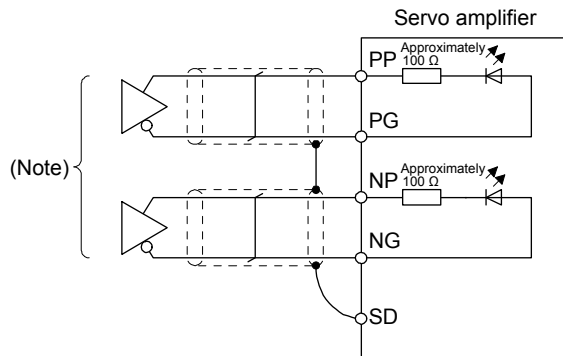 Servo amplifier
PP
Approximately
100 Ω
PG
(Note)
NP
Approximately
100 Ω
NG
SD